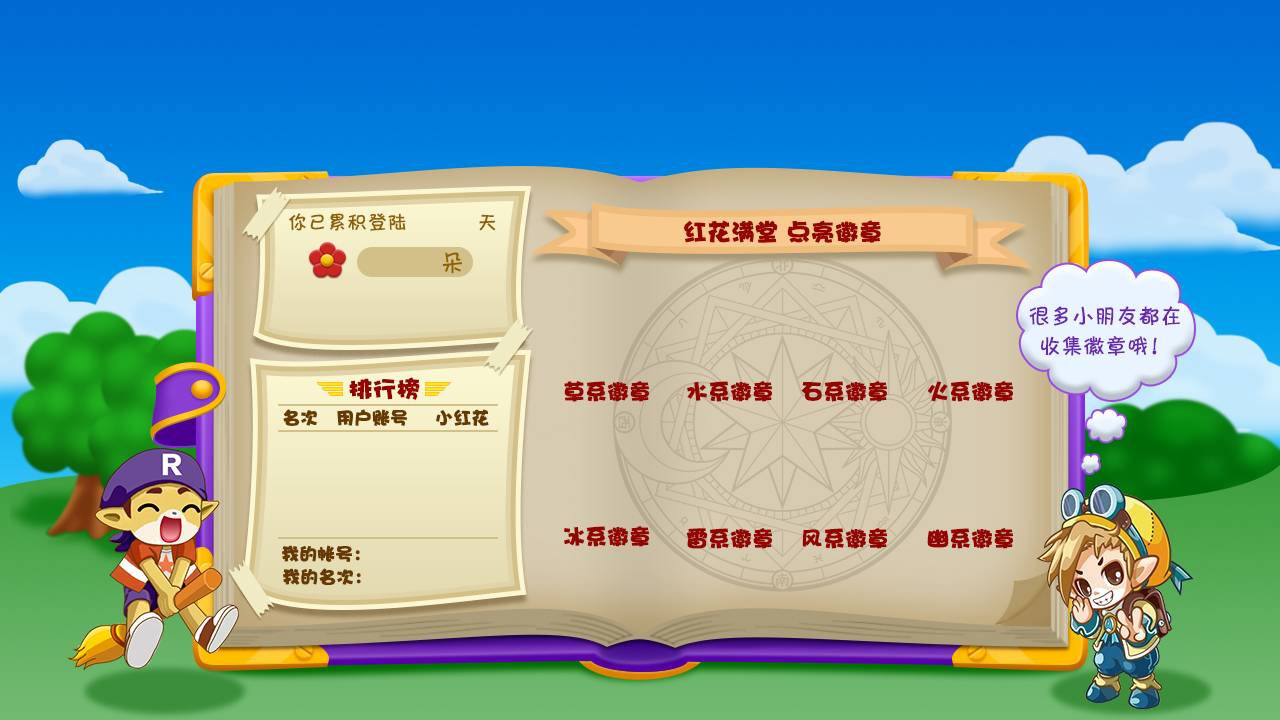 你已累积登陆 天
朵
排行榜
名次 用户账号 小红花
我的帐号：
我的名次：
红花满堂 点亮徽章
草系徽章 水系徽章 石系徽章 火系徽章
冰系徽章 雷系徽章 风系徽章 幽系徽章
很多小朋友都在
收集徽章哦！
R